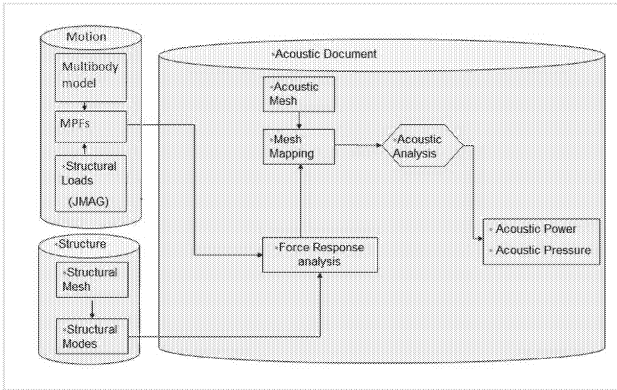 Motion
Multibody
model
MPFs
▫Structural
Loads
(JMAG)
▫Structure
▫Structural
Mesh
▫Structural
Modes
▫Acoustic Document
▫Acoustic
Mesh
▫Mesh
Mapping
▫Acoustic
Analysis
▫Force Response
analysis
▫ Acoustic Power
▫ Acoustic Pressure